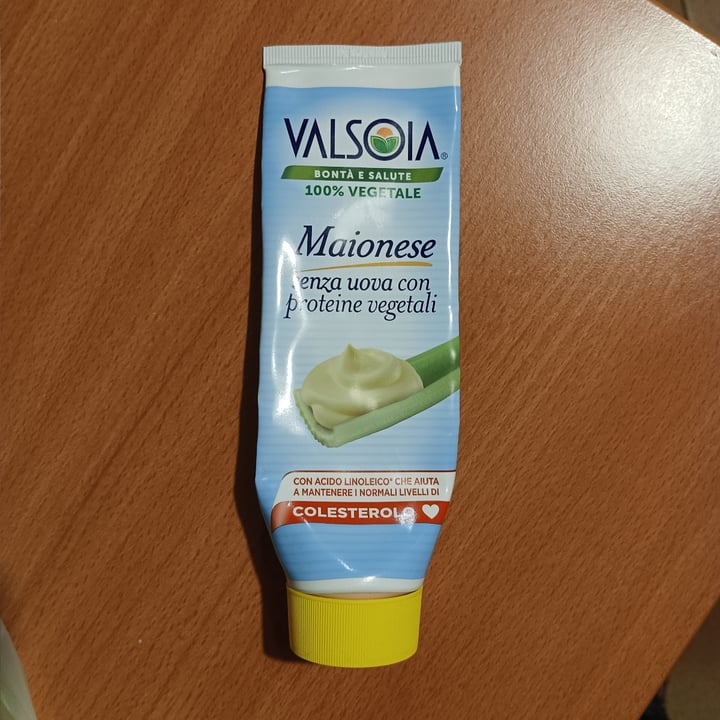 VALSOIA®
BONTÀ E SALUTE
100% VEGETALE
Maionese
senza uova con
proteine vegetali
CON ACIDO LINOLEICO* CHE AIUTA
A MANTENERE I NORMALI LIVELLI DI
COLESTEROLO